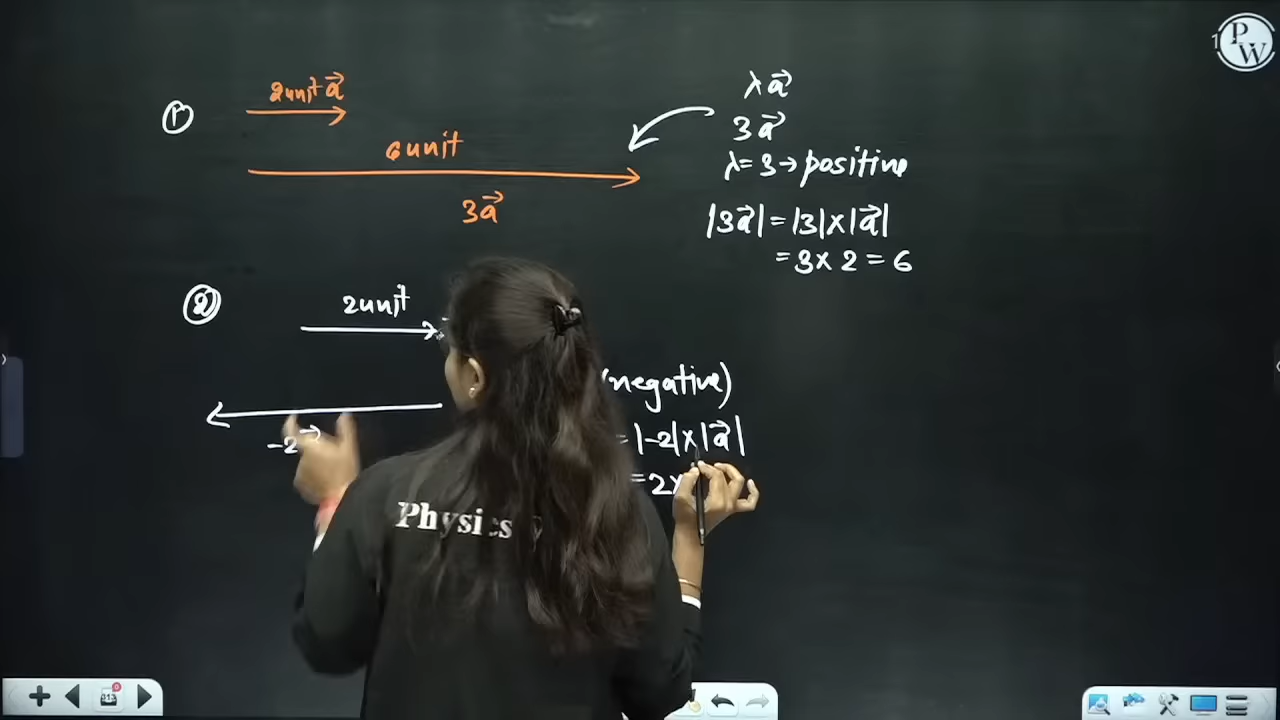 ① 2unit a⃗
6unit
3a⃗
λa⃗
3a⃗
λ=3→positive
|3a⃗|=|3|×|a⃗|
=3×2=6
② 2unit
-2
(negative)
=|-2|×|a⃗|
=2×
Physics
PW